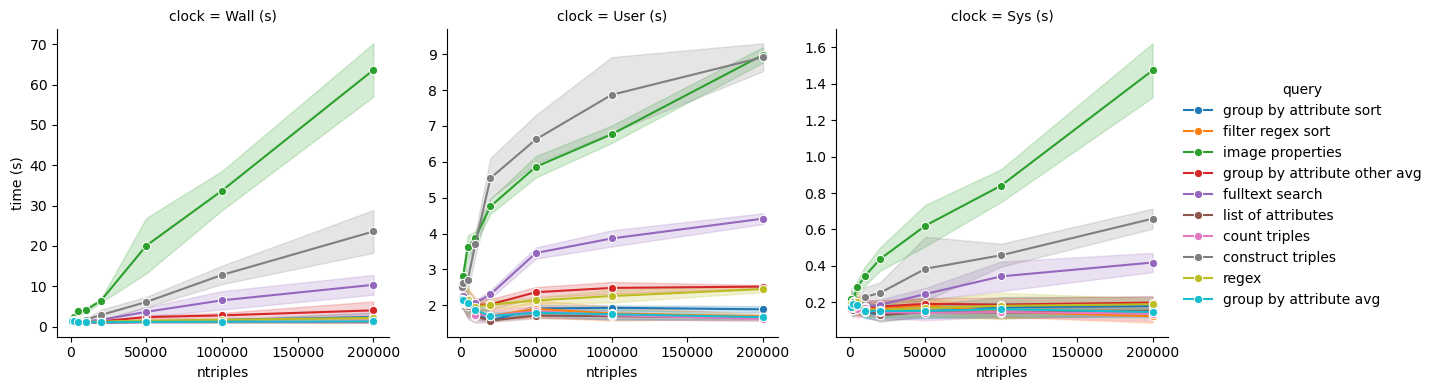 clock = Wall (s)
clock = User (s)
clock = Sys (s)
time (s)
70
60
50
40
30
20
10
0
0
50000
100000
150000
200000
ntriples
9
8
7
6
5
4
3
2
0
50000
100000
150000
200000
ntriples
1.6
1.4
1.2
1.0
0.8
0.6
0.4
0.2
0
50000
100000
150000
200000
ntriples
query
group by attribute sort
filter regex sort
image properties
group by attribute other avg
fulltext search
list of attributes
count triples
construct triples
regex
group by attribute avg